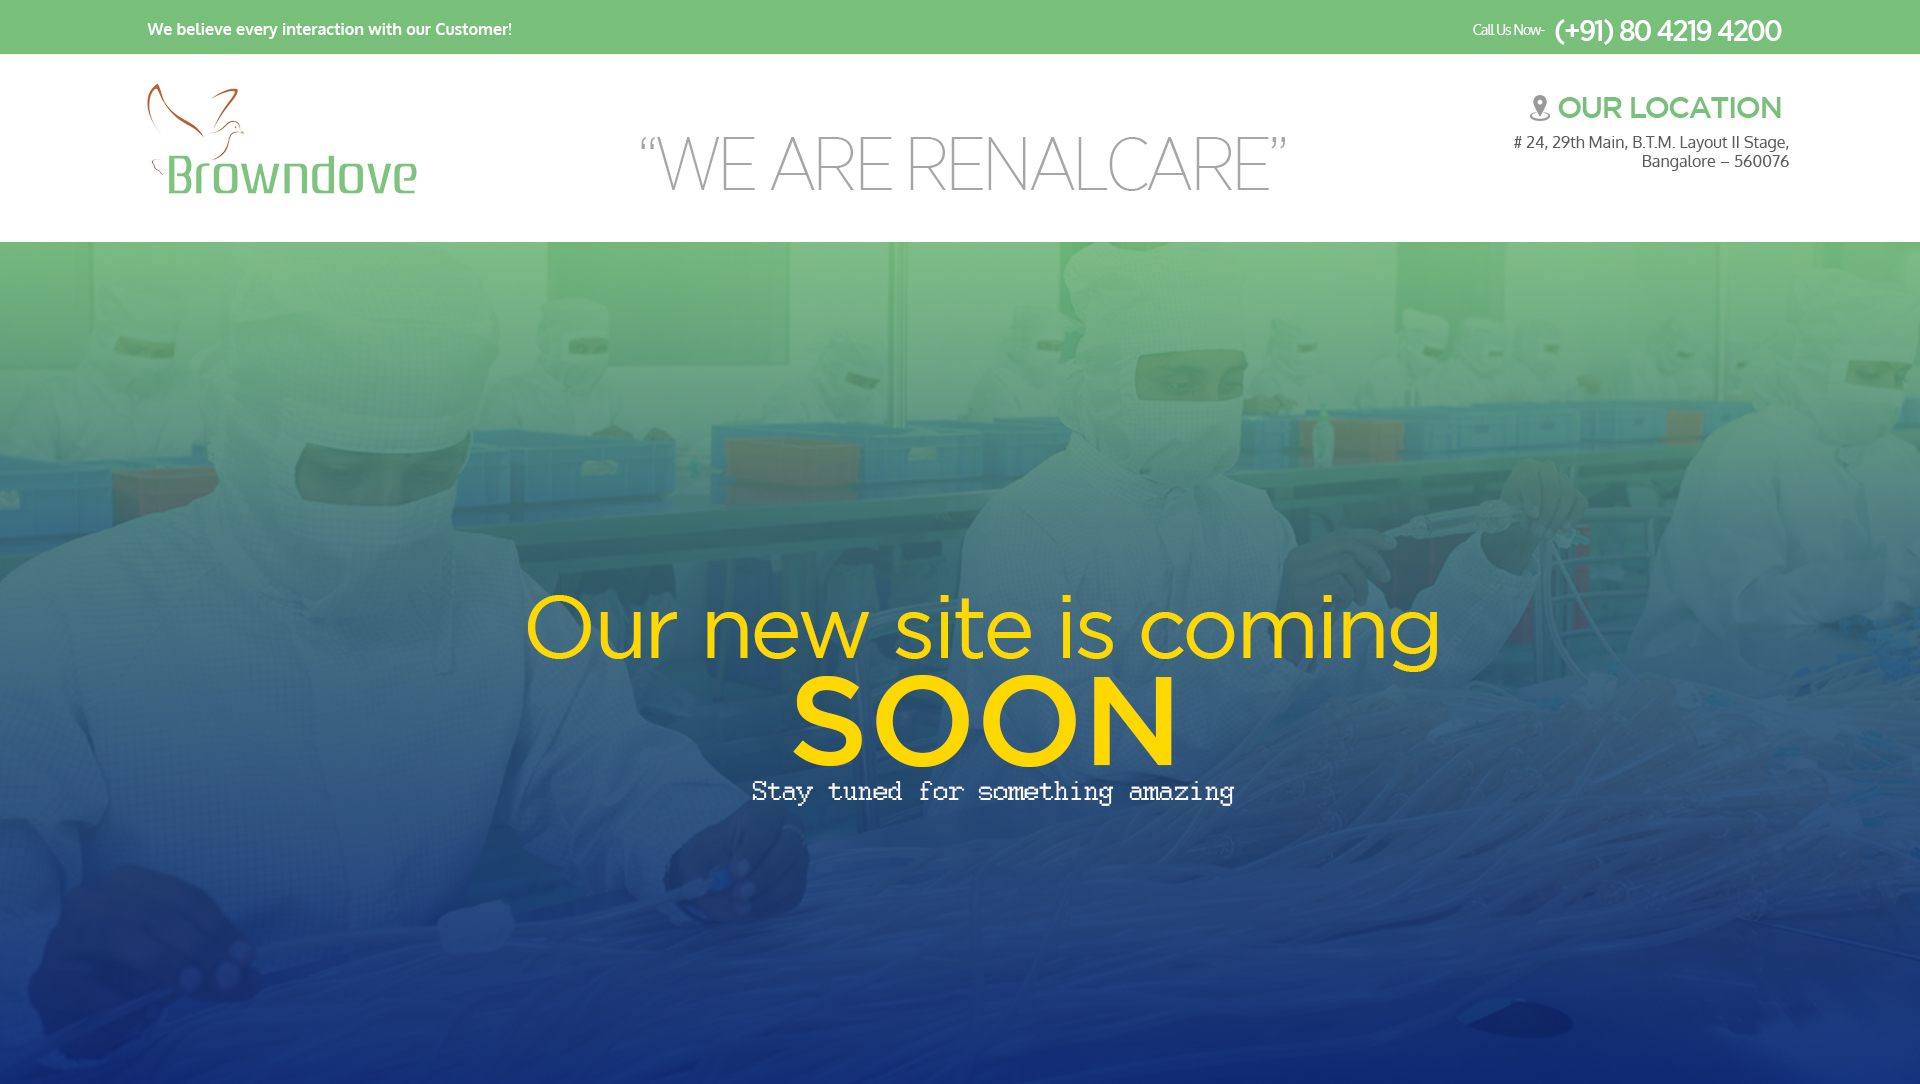 We believe every interaction with our Customer!
Call Us Now- (+91) 80 4219 4200
Browndove
“WE ARE RENALCARE”
OUR LOCATION
# 24, 29th Main, B.T.M. Layout II Stage,
Bangalore – 560076
Our new site is coming
SOON
Stay tuned for something amazing